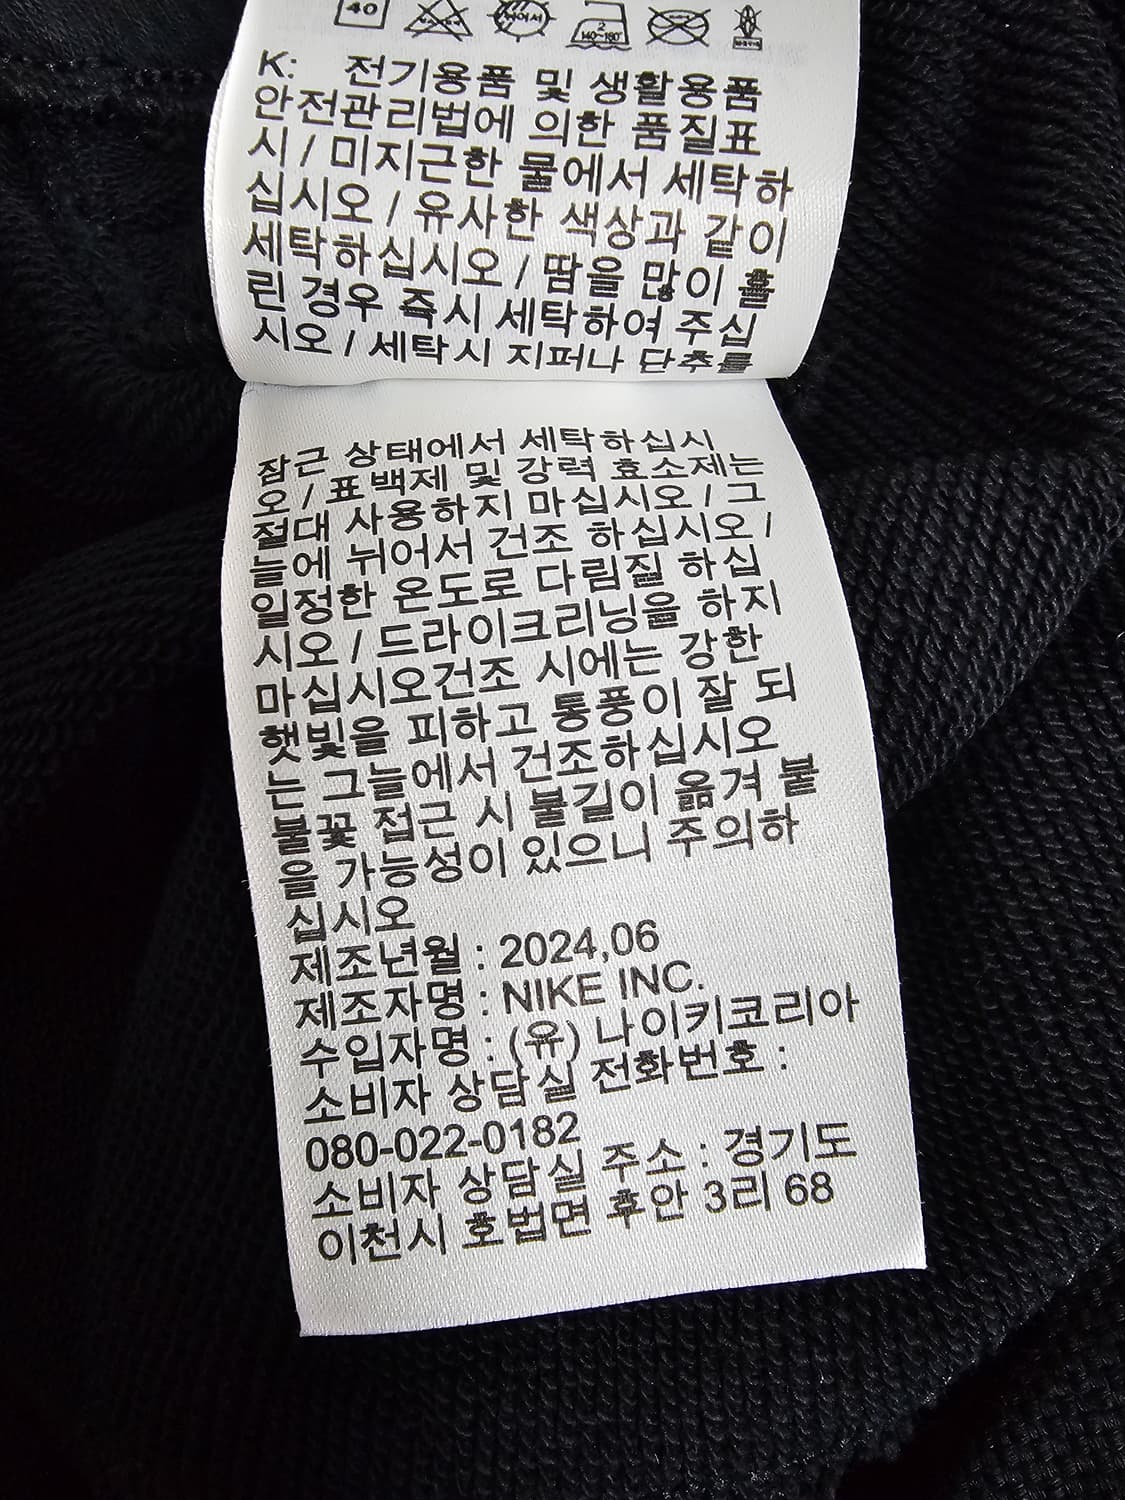 40
2
140~160°
K: 전기용품 및 생활용품
안전관리법에 의한 품질표
시 / 미지근한 물에서 세탁하
십시오 / 유사한 색상과 같이
세탁하십시오 / 땀을 많이 흘
린 경우 즉시 세탁하여 주십
시오 / 세탁시 지퍼나 단추를
잠근 상태에서 세탁하십시
오 / 표백제 및 강력 효소제는
절대 사용하지 마십시오 / 그
늘에 뉘어서 건조 하십시오 /
일정한 온도로 다림질 하십
시오 / 드라이크리닝을 하지
마십시오건조 시에는 강한
햇빛을 피하고 통풍이 잘 되
는 그늘에서 건조하십시오
불꽃 접근 시 불길이 옮겨 붙
을 가능성이 있으니 주의하
십시오
제조년월 : 2024,06
제조자명 : NIKE INC.
수입자명 : (유) 나이키코리아
소비자 상담실 전화번호 :
080-022-0182
소비자 상담실 주소 : 경기도
이천시 호법면 후안 3리 68